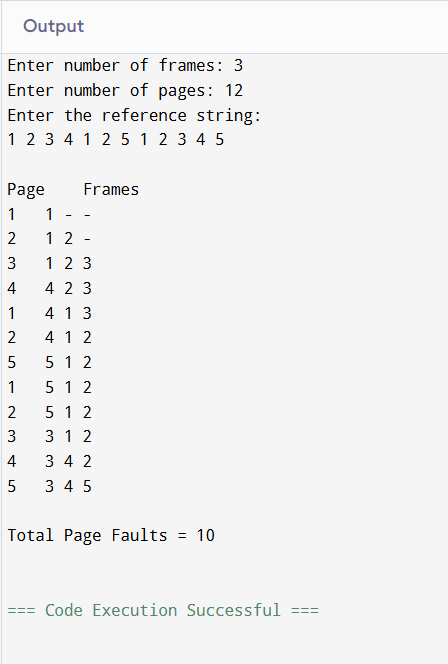 Output
Enter number of frames: 3
Enter number of pages: 12
Enter the reference string:
1 2 3 4 1 2 5 1 2 3 4 5
Page    Frames
1   1 - -
2   1 2 -
3   1 2 3
4   4 2 3
1   4 1 3
2   4 1 2
5   5 1 2
1   5 1 2
2   5 1 2
3   3 1 2
4   3 4 2
5   3 4 5
Total Page Faults = 10
=== Code Execution Successful ===